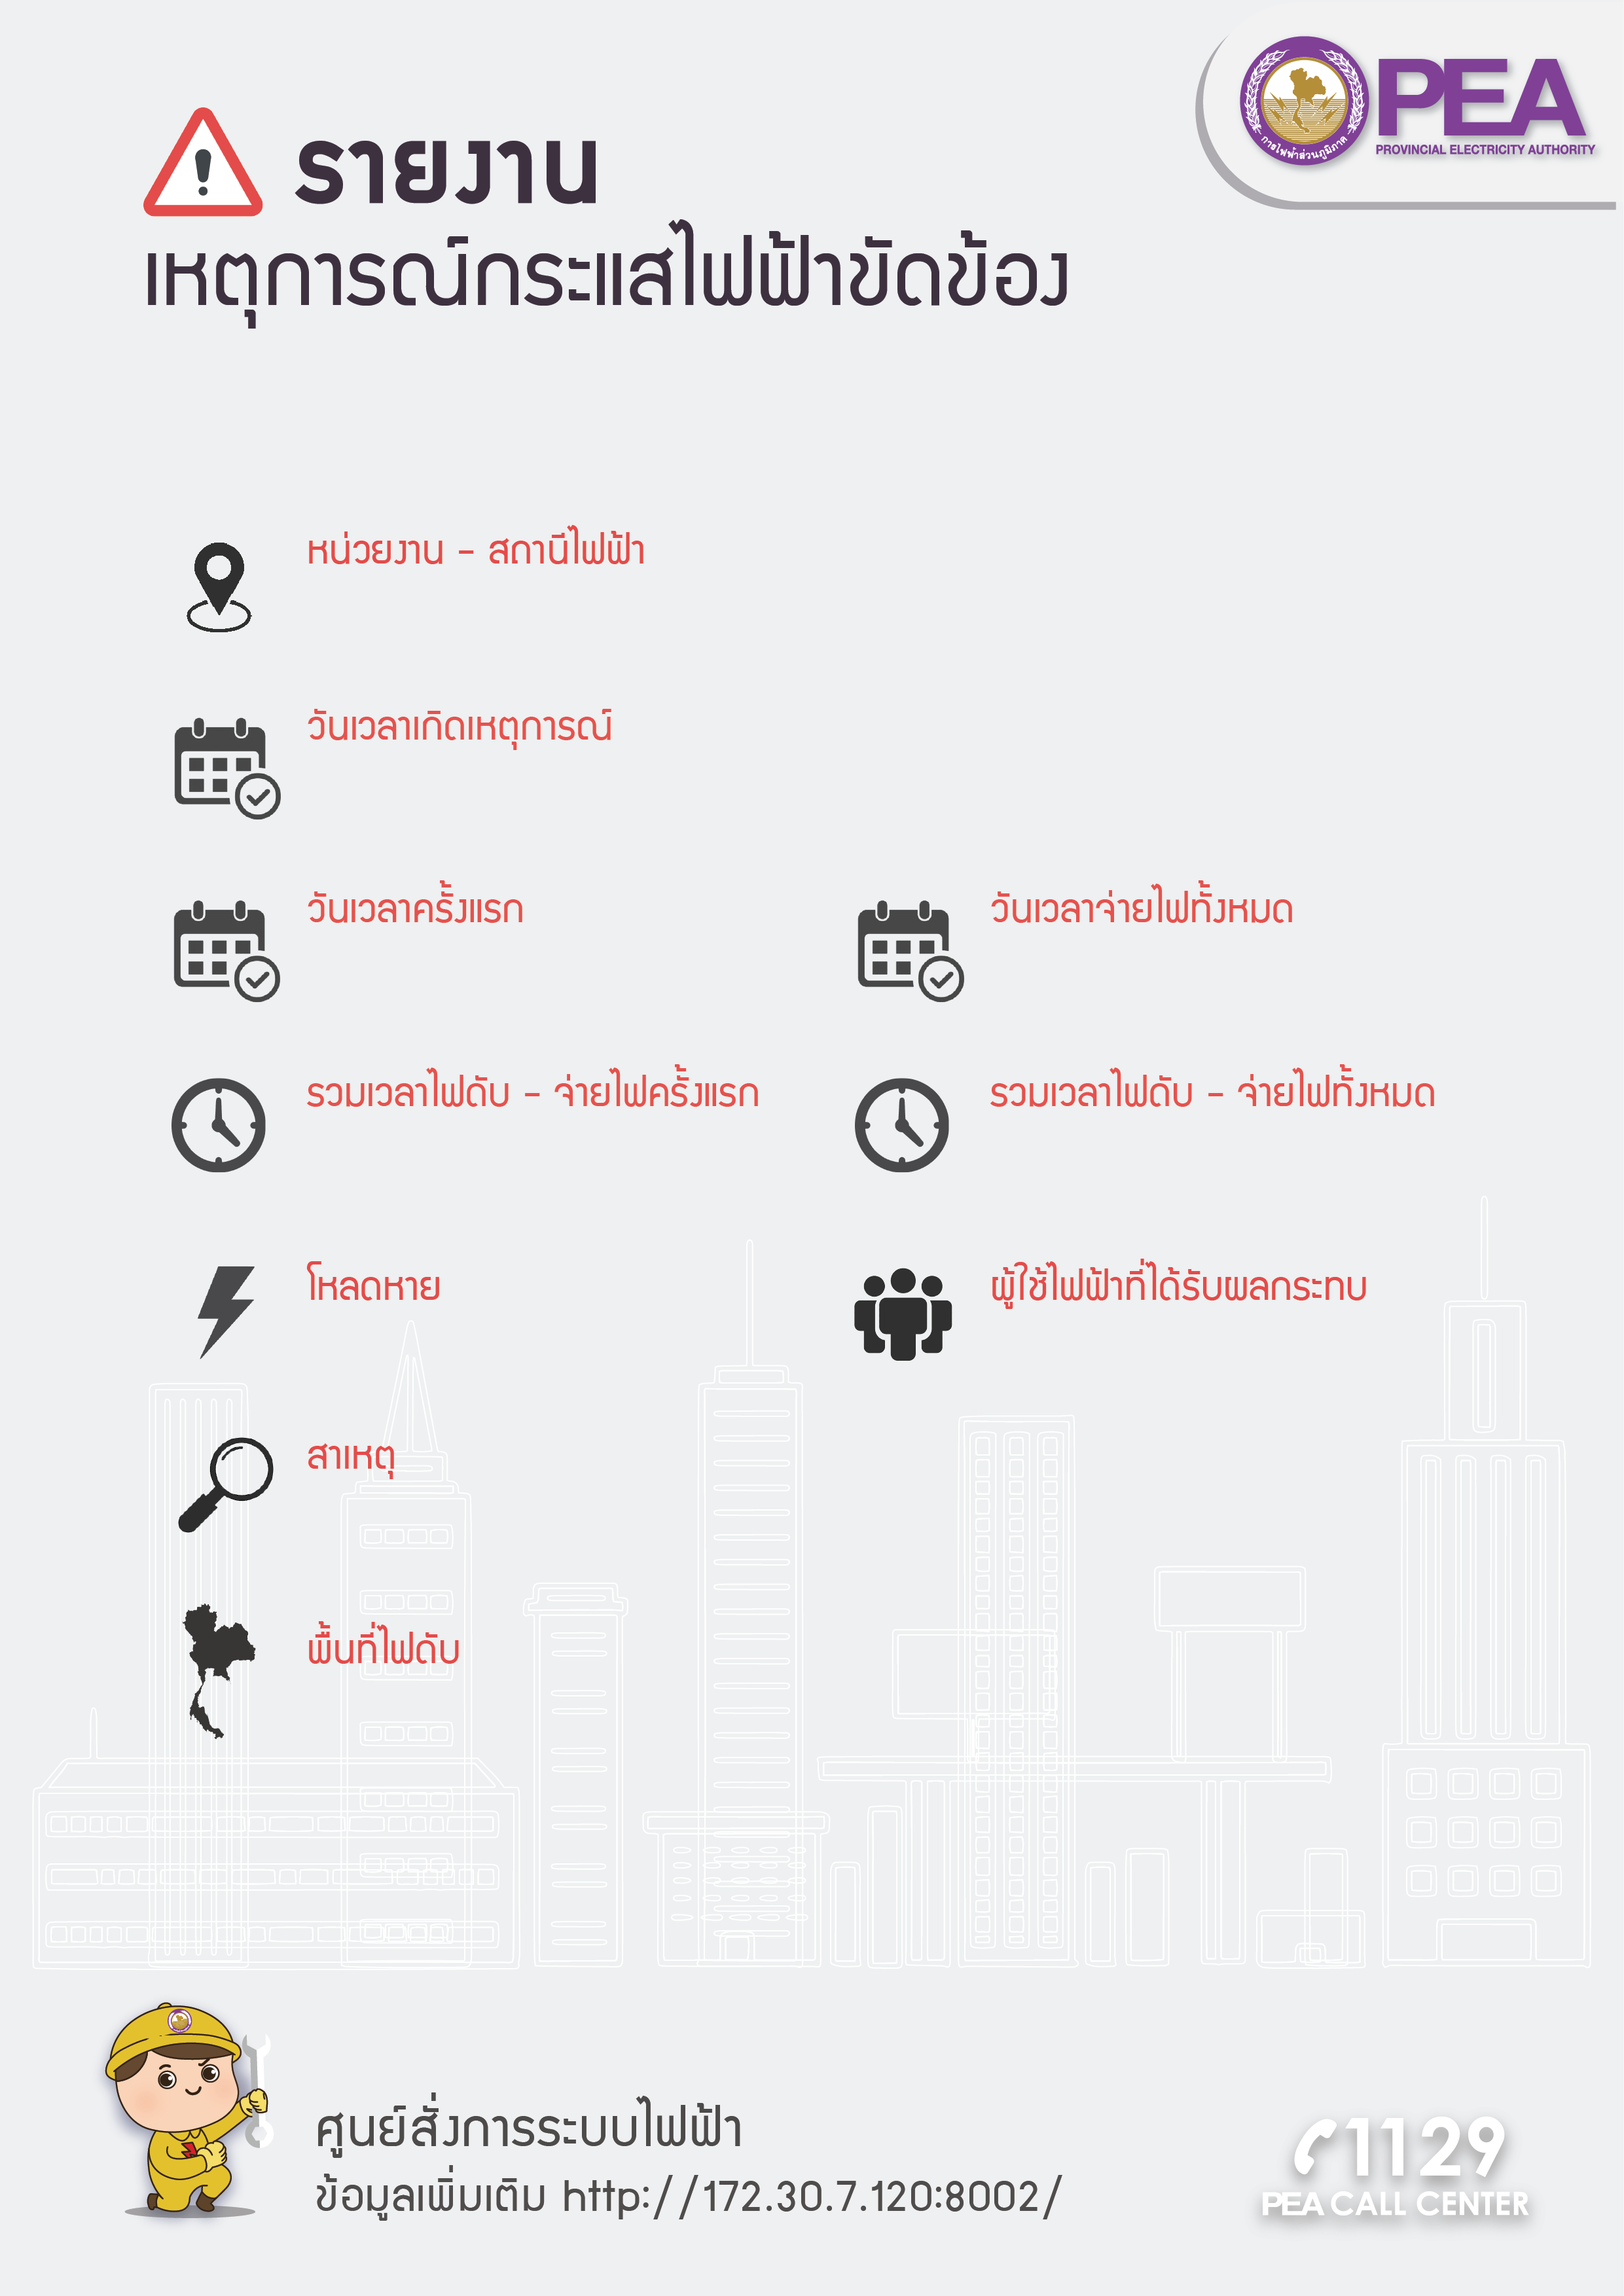 การไฟฟ้าส่วนภูมิภาค
PEA
PROVINCIAL ELECTRICITY AUTHORITY
รายงาน
เหตุการณ์กระแสไฟฟ้าขัดข้อง
หน่วยงาน - สถานีไฟฟ้า
วันเวลาเกิดเหตุการณ์
วันเวลาครั้งแรก
วันเวลาจ่ายไฟทั้งหมด
รวมเวลาไฟดับ - จ่ายไฟครั้งแรก
รวมเวลาไฟดับ - จ่ายไฟทั้งหมด
โหลดหาย
ผู้ใช้ไฟฟ้าที่ได้รับผลกระทบ
สาเหตุ
พื้นที่ไฟดับ
ศูนย์สั่งการระบบไฟฟ้า
ข้อมูลเพิ่มเติม http://172.30.7.120:8002/
1129
PEA CALL CENTER